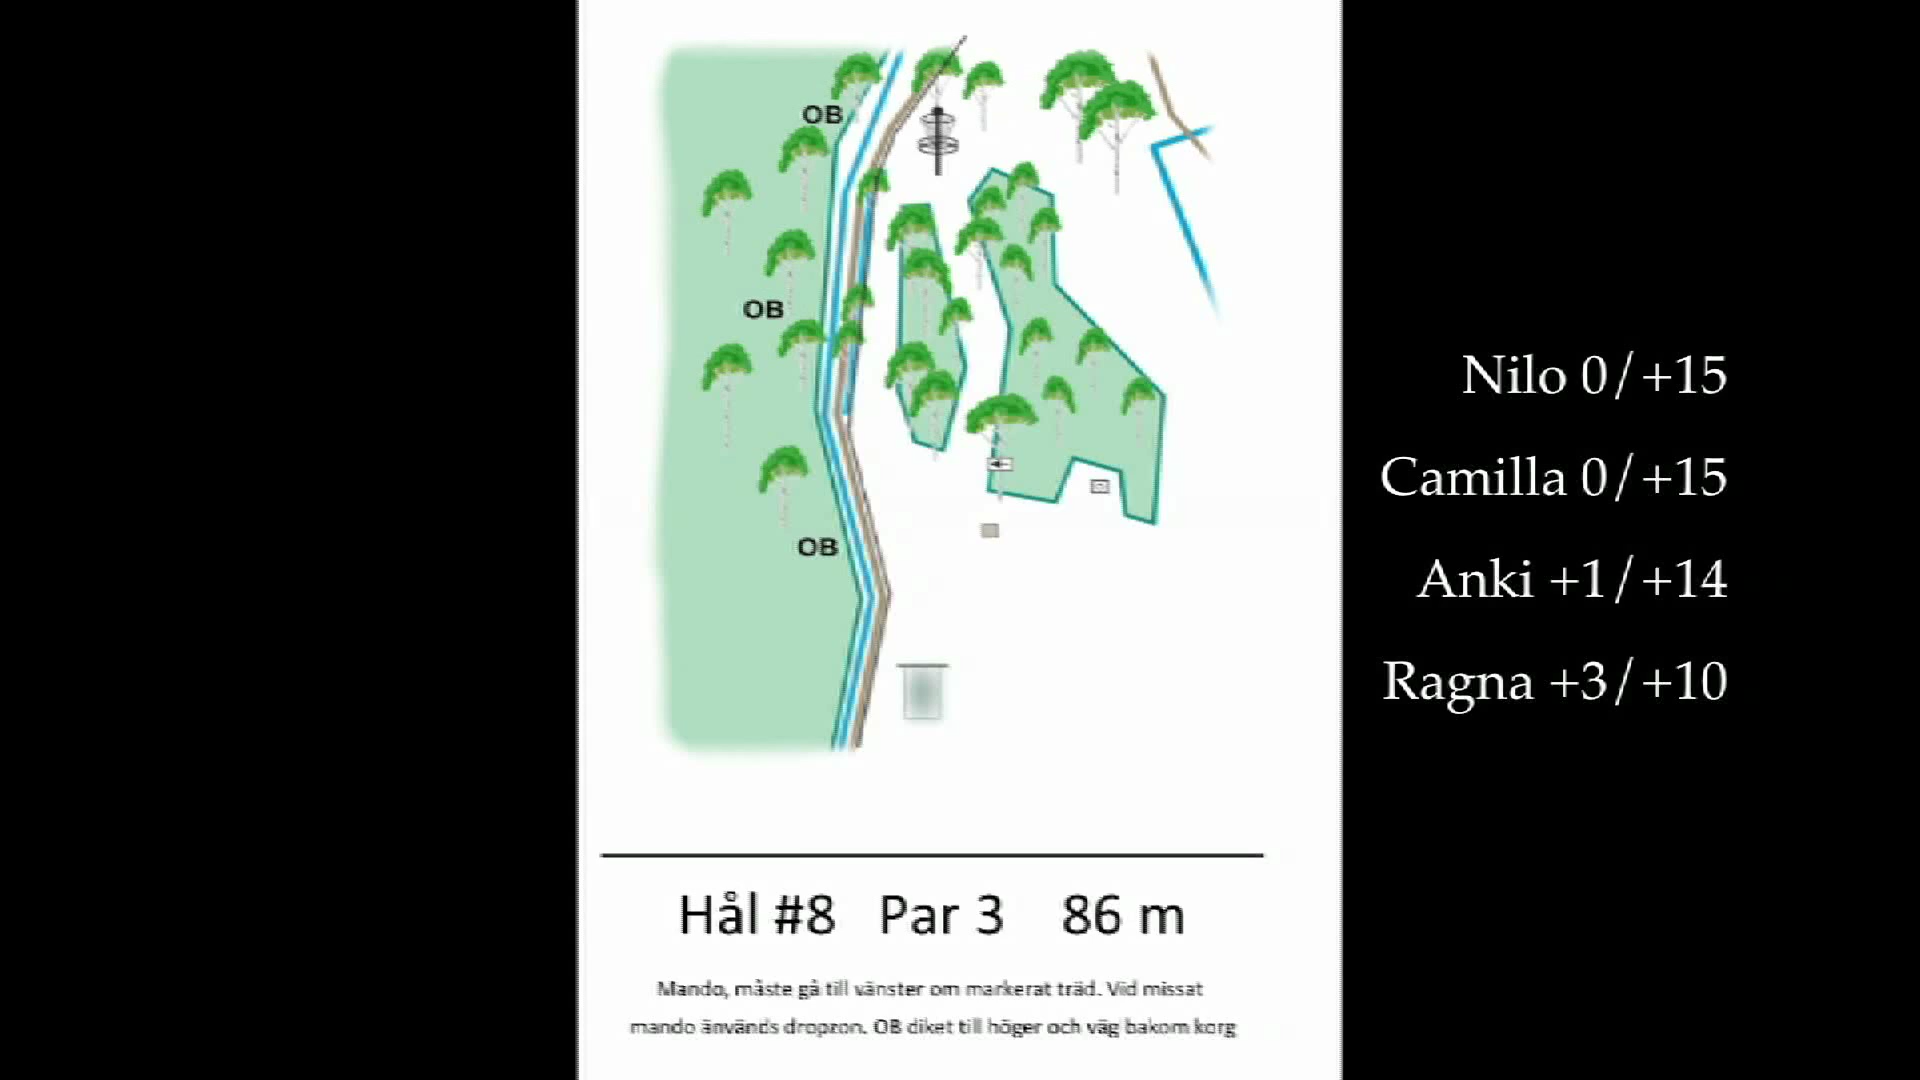 OB
OB
OB
Nilo 0/+15
Camilla 0/+15
Anki +1/+14
Ragna +3/+10
Hål #8 Par 3 86 m
Mando, måste gå till vänster om markerat träd. Vid missat
mando används dropzon. OB diket till höger och väg bakom korg